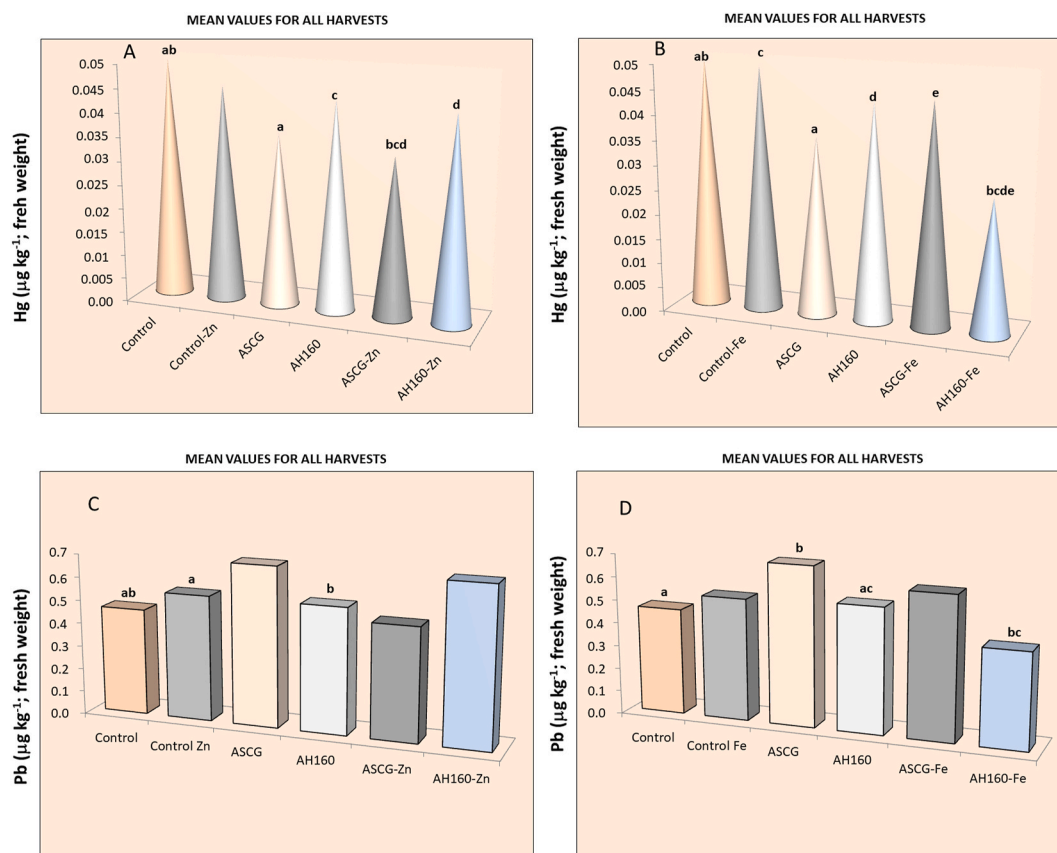 MEAN VALUES FOR ALL HARVESTS
A
Hg (µg kg⁻¹; freh weight)
0.05
0.045
0.04
0.035
0.03
0.025
0.02
0.015
0.01
0.005
0.00
ab
a
c
bcd
d
Control
Control-Zn
ASCG
AH160
ASCG-Zn
AH160-Zn
MEAN VALUES FOR ALL HARVESTS
B
Hg (µg kg⁻¹; fresh weight)
0.05
0.045
0.04
0.035
0.03
0.025
0.02
0.015
0.01
0.005
0.00
ab
c
a
d
e
bcde
Control
Control-Fe
ASCG
AH160
ASCG-Fe
AH160-Fe
MEAN VALUES FOR ALL HARVESTS
C
Pb (µg kg⁻¹; fresh weight)
0.7
0.6
0.5
0.4
0.3
0.2
0.1
0.0
ab
a
b
Control
Control Zn
ASCG
AH160
ASCG-Zn
AH160-Zn
MEAN VALUES FOR ALL HARVESTS
D
Pb (µg kg⁻¹; fresh weight)
0.7
0.6
0.5
0.4
0.3
0.2
0.1
0.0
a
b
ac
bc
Control
Control Fe
ASCG
AH160
ASCG-Fe
AH160-Fe